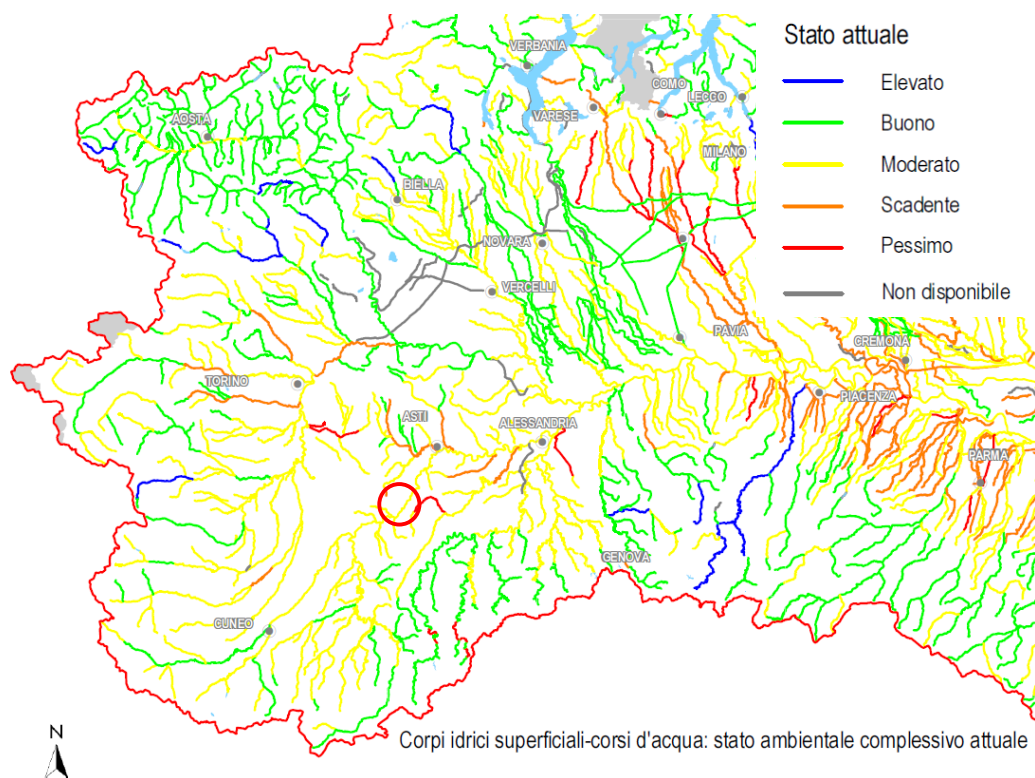 Stato attuale
Elevato
Buono
Moderato
Scadente
Pessimo
Non disponibile
VERBANIA
COMO
LECCO
VARESE
AOSTA
MILANO
BIELLA
NOVARA
VERCELLI
PAVIA
CREMONA
TORINO
PIACENZA
ASTI
ALESSANDRIA
PARMA
GENOVA
CUNEO
N
Corpi idrici superficiali-corsi d'acqua: stato ambientale complessivo attuale